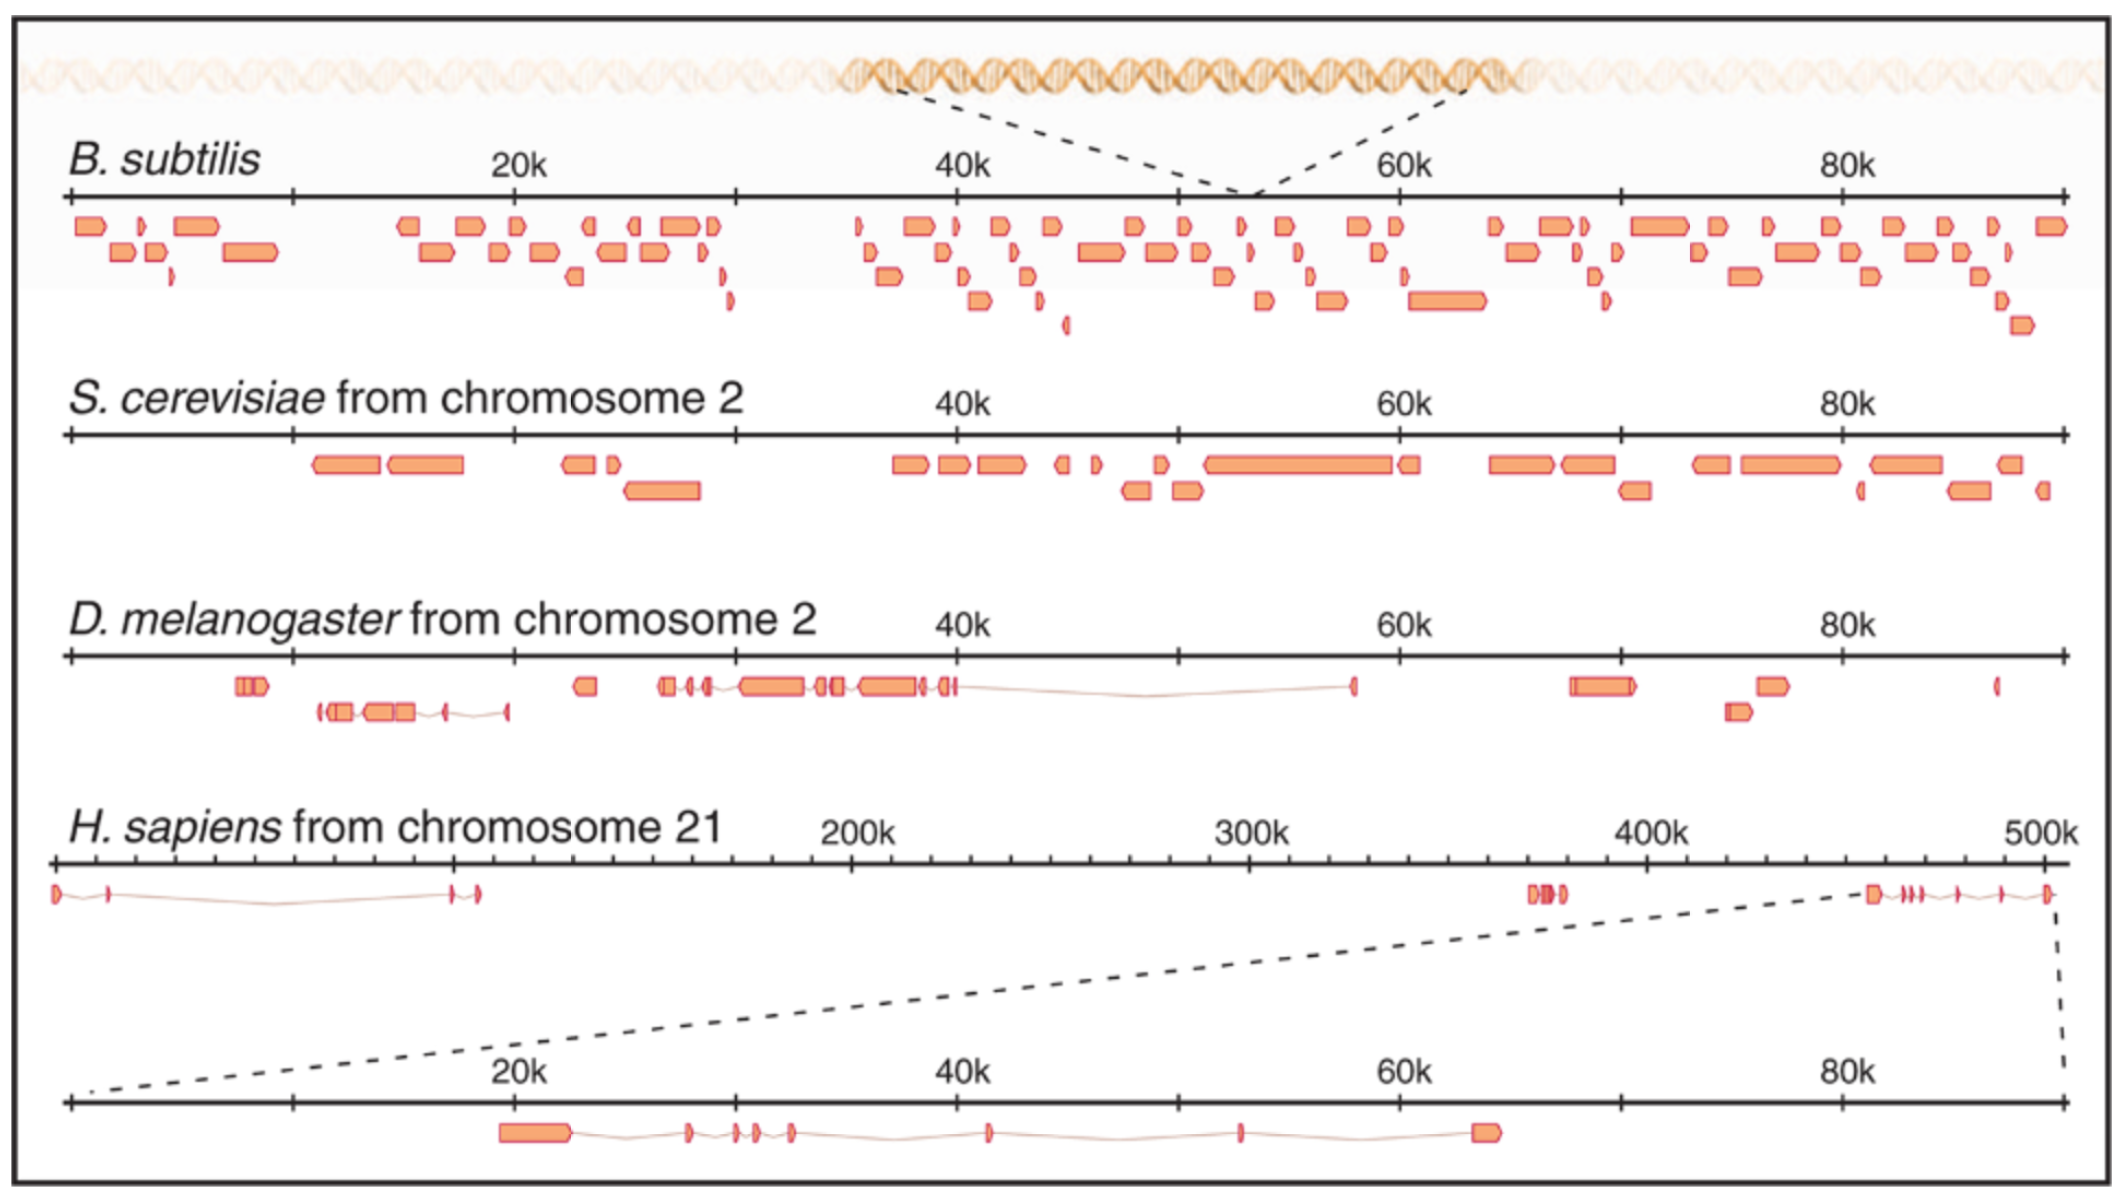 B. subtilis 20k 40k 60k 80k
S. cerevisiae from chromosome 2 40k 60k 80k
D. melanogaster from chromosome 2 40k 60k 80k
H. sapiens from chromosome 21 200k 300k 400k 500k
20k 40k 60k 80k